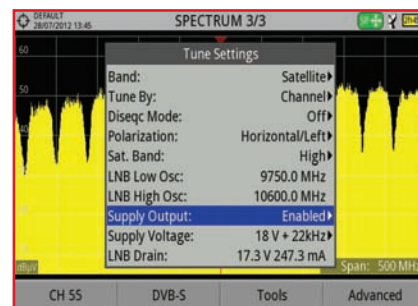 DEFAULT
28/07/2012 13:45
SPECTRUM 3/3
60
Tune Settings
Band: Satellite
Tune By: Channel
50
Diseqc Mode: Off
Polarization: Horizontal/Left
Sat. Band: High
LNB Low Osc: 9750.0 MHz
LNB High Osc: 10600.0 MHz
Supply Output: Enabled
Supply Voltage: 18 V + 22kHz
LNB Drain: 17.3 V 247.3 mA
dBµV
Span: 500 MHz
CH 55
DVB-S
Tools
Advanced